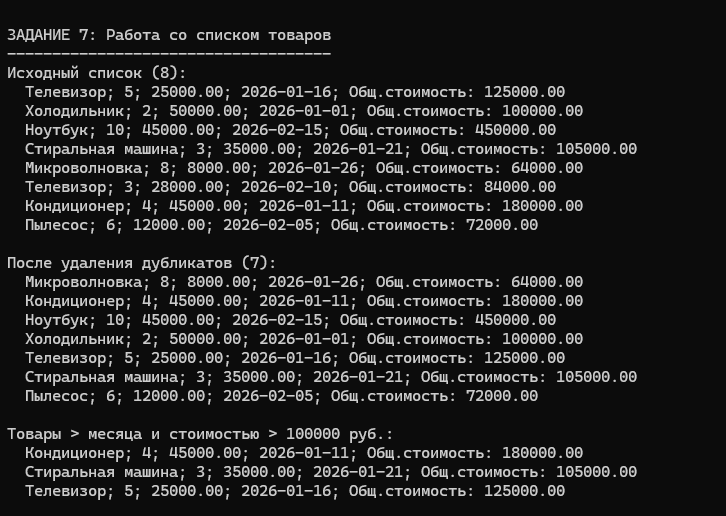 ЗАДАНИЕ 7: Работа со списком товаров
------------------------------------
Исходный список (8):
Телевизор; 5; 25000.00; 2026-01-16; Общ.стоимость: 125000.00
Холодильник; 2; 50000.00; 2026-01-01; Общ.стоимость: 100000.00
Ноутбук; 10; 45000.00; 2026-02-15; Общ.стоимость: 450000.00
Стиральная машина; 3; 35000.00; 2026-01-21; Общ.стоимость: 105000.00
Микроволновка; 8; 8000.00; 2026-01-26; Общ.стоимость: 64000.00
Телевизор; 3; 28000.00; 2026-02-10; Общ.стоимость: 84000.00
Кондиционер; 4; 45000.00; 2026-01-11; Общ.стоимость: 180000.00
Пылесос; 6; 12000.00; 2026-02-05; Общ.стоимость: 72000.00
После удаления дубликатов (7):
Микроволновка; 8; 8000.00; 2026-01-26; Общ.стоимость: 64000.00
Кондиционер; 4; 45000.00; 2026-01-11; Общ.стоимость: 180000.00
Ноутбук; 10; 45000.00; 2026-02-15; Общ.стоимость: 450000.00
Холодильник; 2; 50000.00; 2026-01-01; Общ.стоимость: 100000.00
Телевизор; 5; 25000.00; 2026-01-16; Общ.стоимость: 125000.00
Стиральная машина; 3; 35000.00; 2026-01-21; Общ.стоимость: 105000.00
Пылесос; 6; 12000.00; 2026-02-05; Общ.стоимость: 72000.00
Товары > месяца и стоимостью > 100000 руб.:
Кондиционер; 4; 45000.00; 2026-01-11; Общ.стоимость: 180000.00
Стиральная машина; 3; 35000.00; 2026-01-21; Общ.стоимость: 105000.00
Телевизор; 5; 25000.00; 2026-01-16; Общ.стоимость: 125000.00